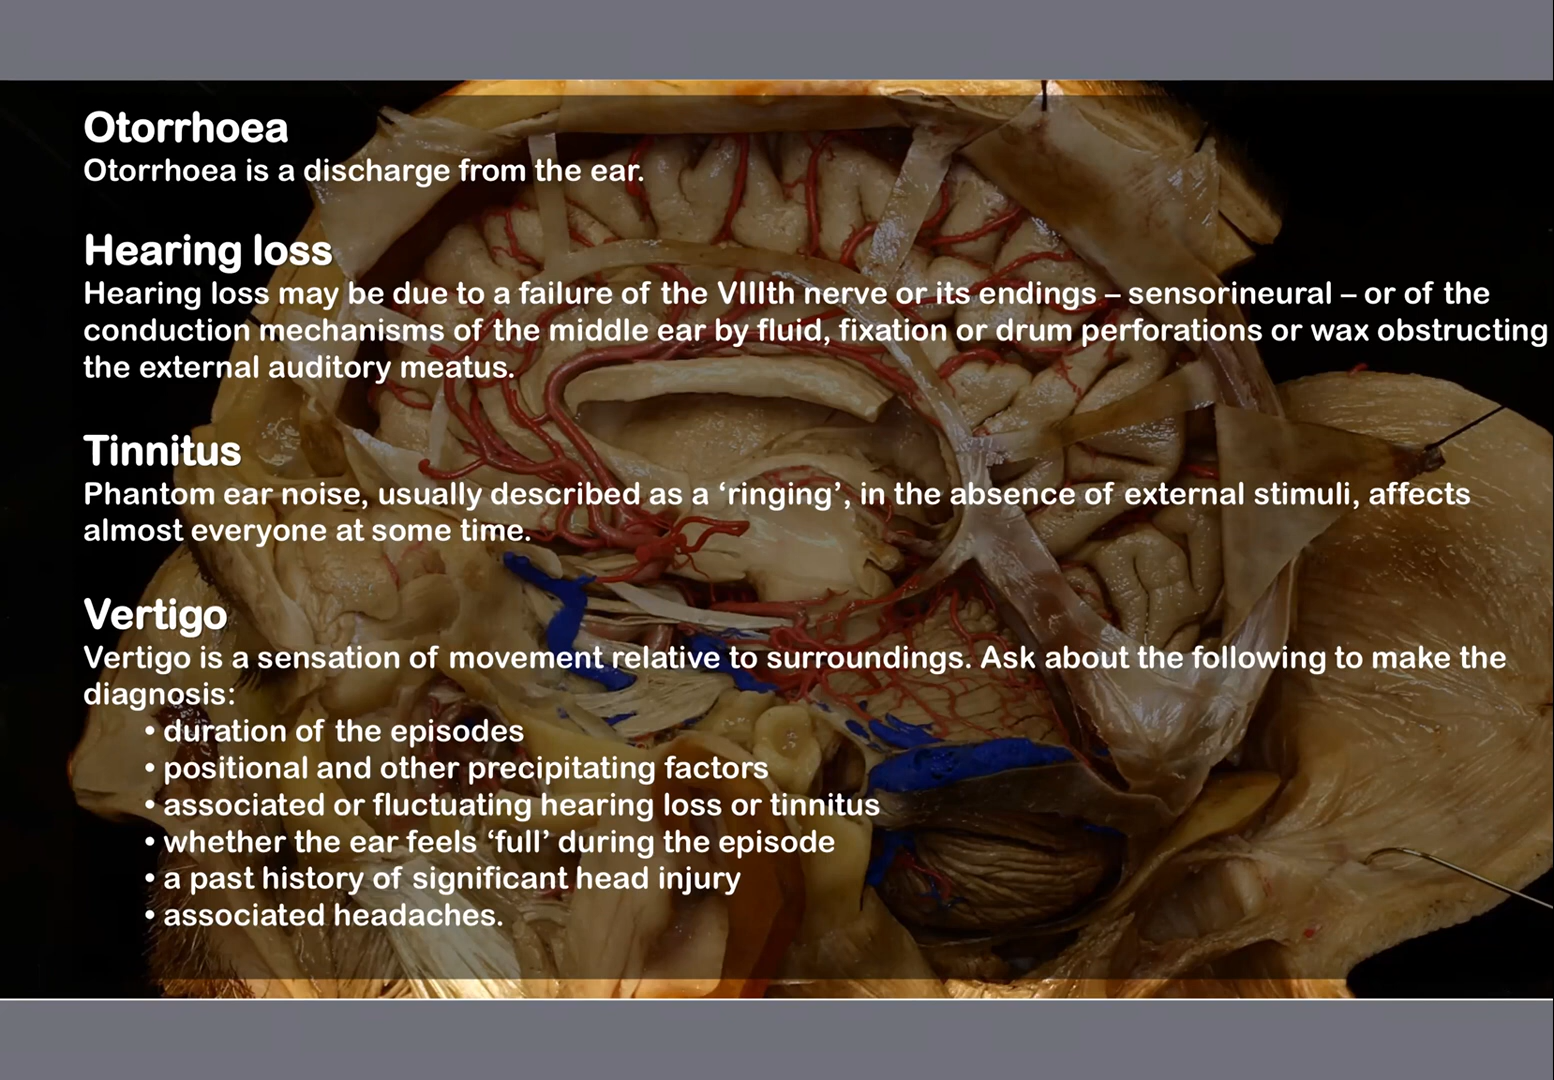 Otorrhoea
Otorrhoea is a discharge from the ear.
Hearing loss
Hearing loss may be due to a failure of the VIIIth nerve or its endings – sensorineural – or of the
conduction mechanisms of the middle ear by fluid, fixation or drum perforations or wax obstructing
the external auditory meatus.
Tinnitus
Phantom ear noise, usually described as a ‘ringing’, in the absence of external stimuli, affects
almost everyone at some time.
Vertigo
Vertigo is a sensation of movement relative to surroundings. Ask about the following to make the
diagnosis:
• duration of the episodes
• positional and other precipitating factors
• associated or fluctuating hearing loss or tinnitus
• whether the ear feels ‘full’ during the episode
• a past history of significant head injury
• associated headaches.